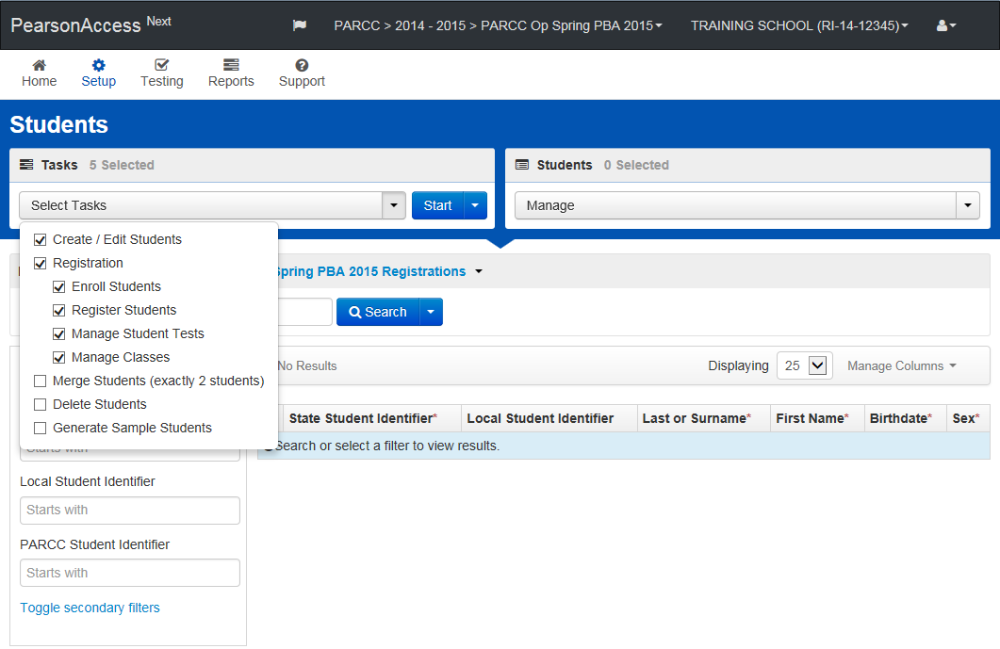 PearsonAccess Next
PARCC > 2014 - 2015 > PARCC Op Spring PBA 2015
TRAINING SCHOOL (RI-14-12345)
Home
Setup
Testing
Reports
Support
Students
Tasks 5 Selected
Select Tasks
Start
Students 0 Selected
Manage
Create / Edit Students
Registration
Enroll Students
Register Students
Manage Student Tests
Manage Classes
Merge Students (exactly 2 students)
Delete Students
Generate Sample Students
Spring PBA 2015 Registrations
Search
No Results
Displaying 25
Manage Columns
State Student Identifier*
Local Student Identifier
Last or Surname*
First Name*
Birthdate*
Sex*
Search or select a filter to view results.
Starts with
Local Student Identifier
Starts with
PARCC Student Identifier
Starts with
Toggle secondary filters